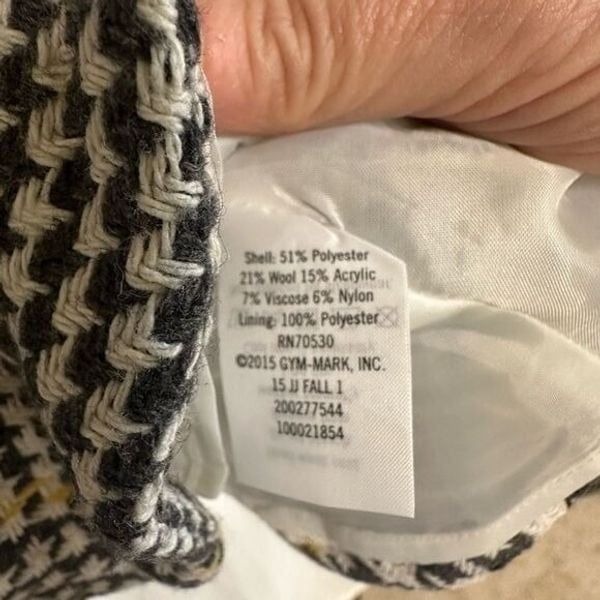 Shell: 51% Polyester
21% Wool 15% Acrylic
7% Viscose 6% Nylon
Lining: 100% Polyester
RN70530
©2015 GYM-MARK, INC.
15 JJ FALL 1
200277544
100021854